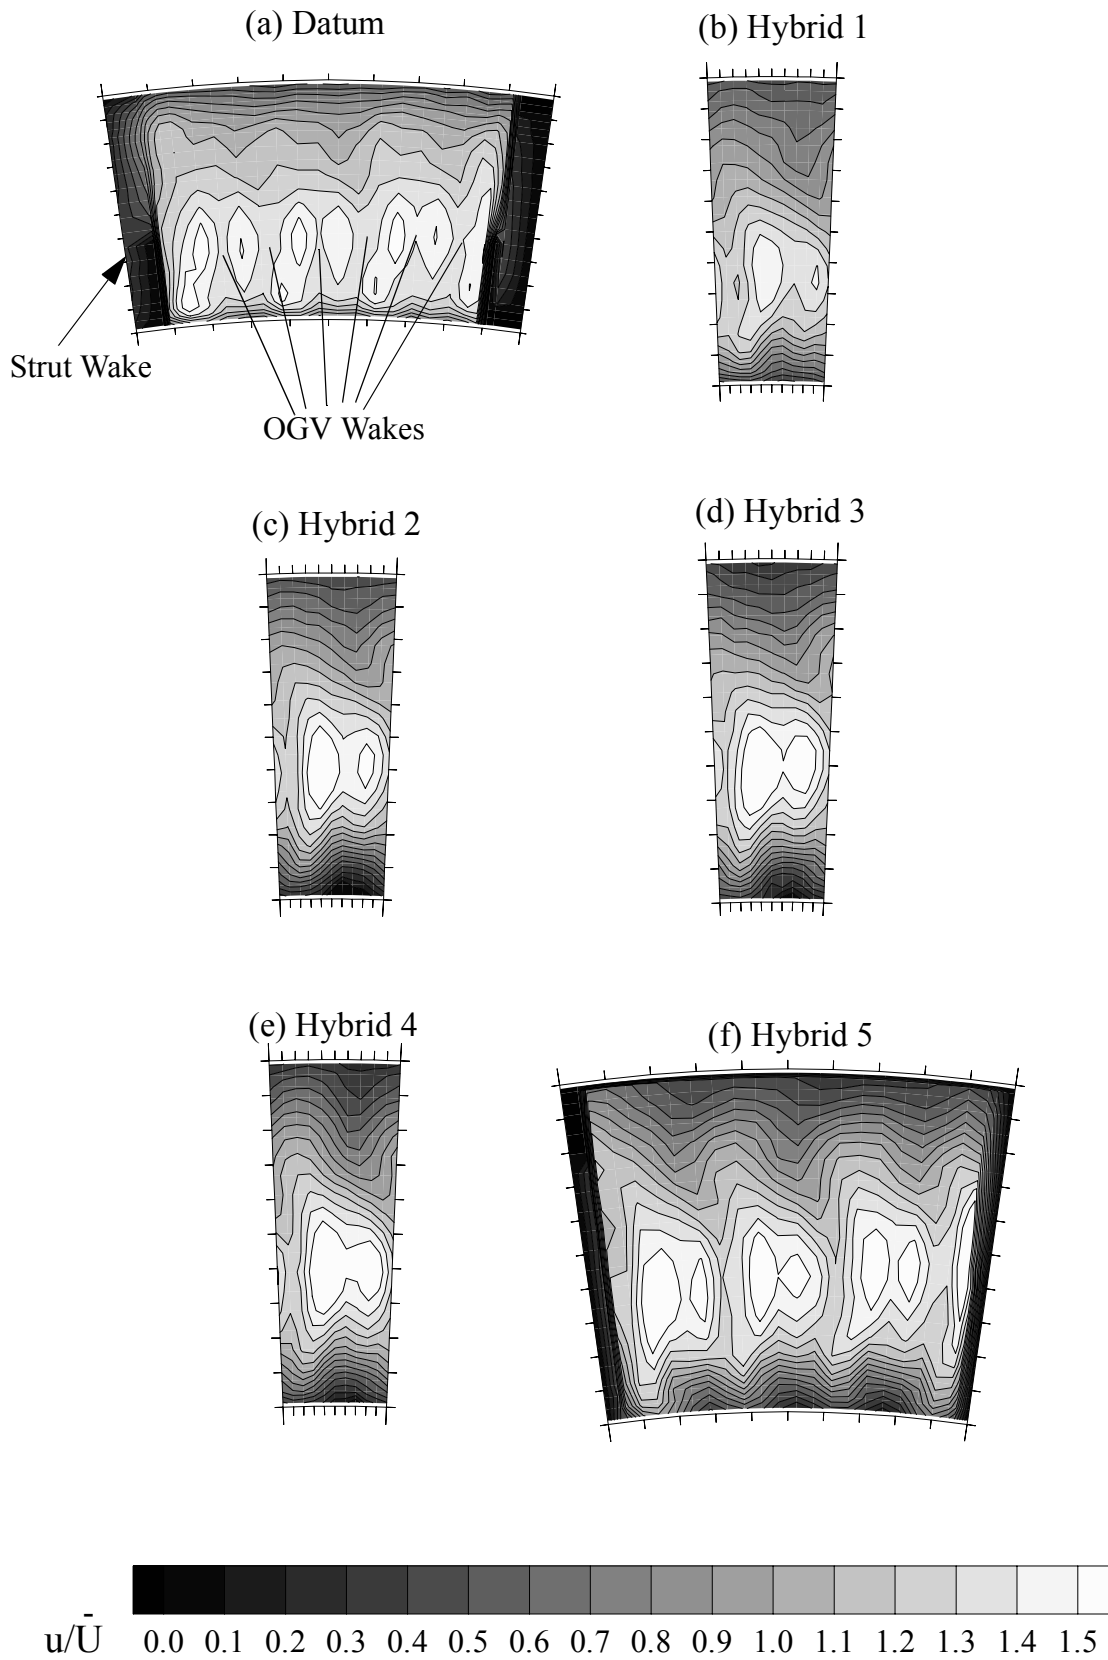 (a) Datum
(b) Hybrid 1
Strut Wake
OGV Wakes
(c) Hybrid 2
(d) Hybrid 3
(e) Hybrid 4
(f) Hybrid 5
u/Ū 0.0 0.1 0.2 0.3 0.4 0.5 0.6 0.7 0.8 0.9 1.0 1.1 1.2 1.3 1.4 1.5